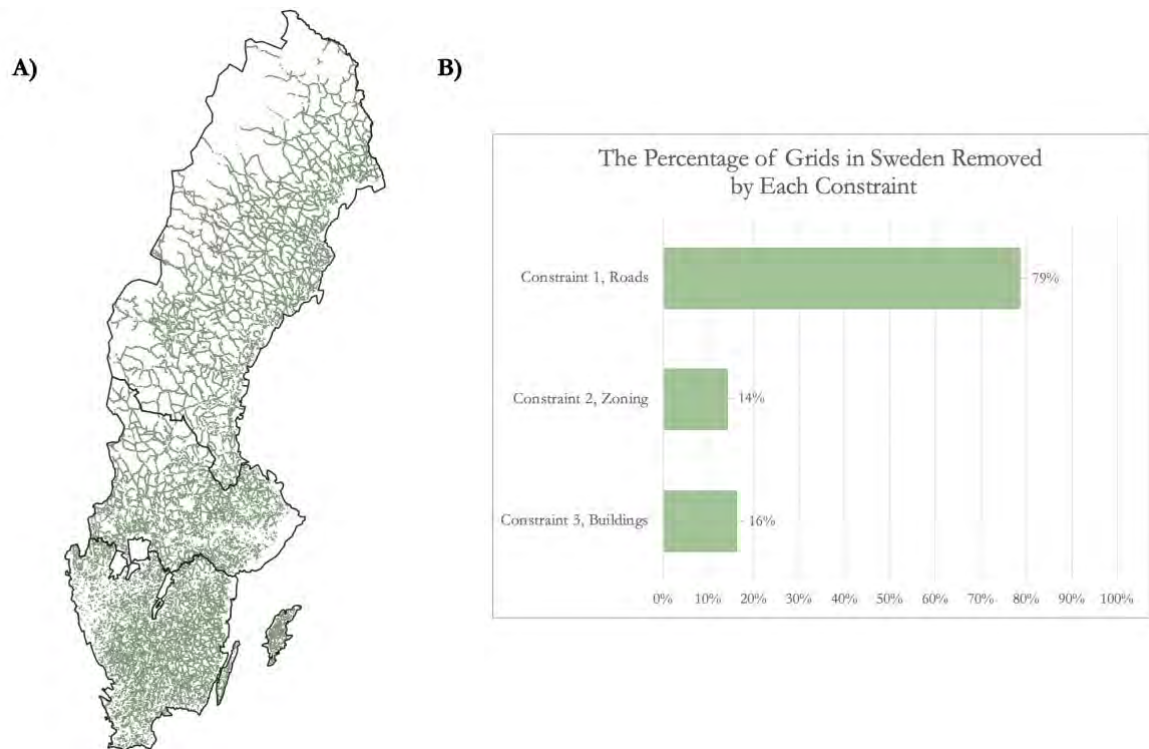 A)
B)
The Percentage of Grids in Sweden Removed
by Each Constraint
Constraint 1, Roads
79%
Constraint 2, Zoning
14%
Constraint 3, Buildings
16%
0% 10% 20% 30% 40% 50% 60% 70% 80% 90% 100%